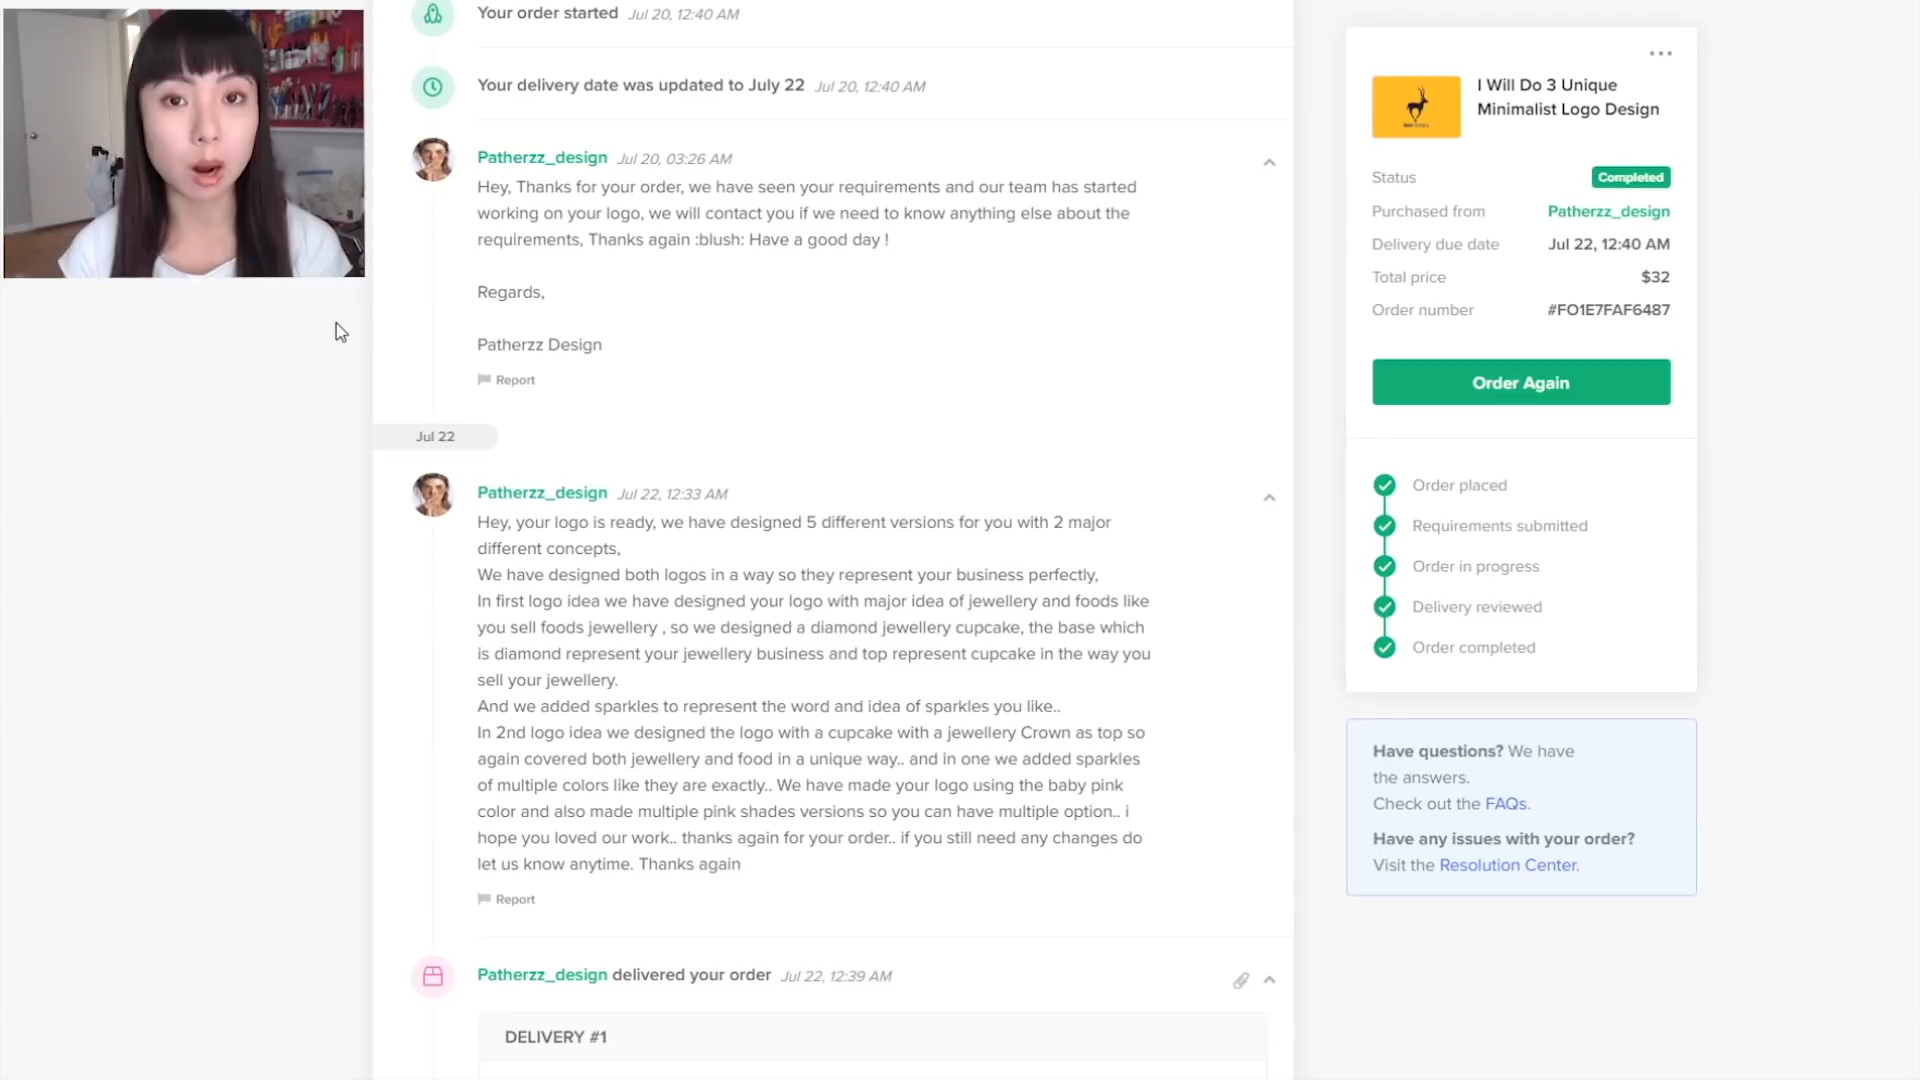 Your order started Jul 20, 12:40 AM
Your delivery date was updated to July 22 Jul 20, 12:40 AM
Patherzz_design Jul 20, 03:26 AM
Hey, Thanks for your order, we have seen your requirements and our team has started
working on your logo, we will contact you if we need to know anything else about the
requirements, Thanks again :blush: Have a good day !
Regards,
Patherzz Design
Report
Jul 22
Patherzz_design Jul 22, 12:33 AM
Hey, your logo is ready, we have designed 5 different versions for you with 2 major
different concepts,
We have designed both logos in a way so they represent your business perfectly,
In first logo idea we have designed your logo with major idea of jewellery and foods like
you sell foods jewellery , so we designed a diamond jewellery cupcake, the base which
is diamond represent your jewellery business and top represent cupcake in the way you
sell your jewellery.
And we added sparkles to represent the word and idea of sparkles you like..
In 2nd logo idea we designed the logo with a cupcake with a jewellery Crown as top so
again covered both jewellery and food in a unique way.. and in one we added sparkles
of multiple colors like they are exactly.. We have made your logo using the baby pink
color and also made multiple pink shades versions so you can have multiple option.. i
hope you loved our work.. thanks again for your order.. if you still need any changes do
let us know anytime. Thanks again
Report
Patherzz_design delivered your order Jul 22, 12:39 AM
DELIVERY #1
I Will Do 3 Unique
Minimalist Logo Design
Status Completed
Purchased from Patherzz_design
Delivery due date Jul 22, 12:40 AM
Total price $32
Order number #FO1E7FAF6487
Order Again
Order placed
Requirements submitted
Order in progress
Delivery reviewed
Order completed
Have questions? We have
the answers.
Check out the FAQs.
Have any issues with your order?
Visit the Resolution Center.